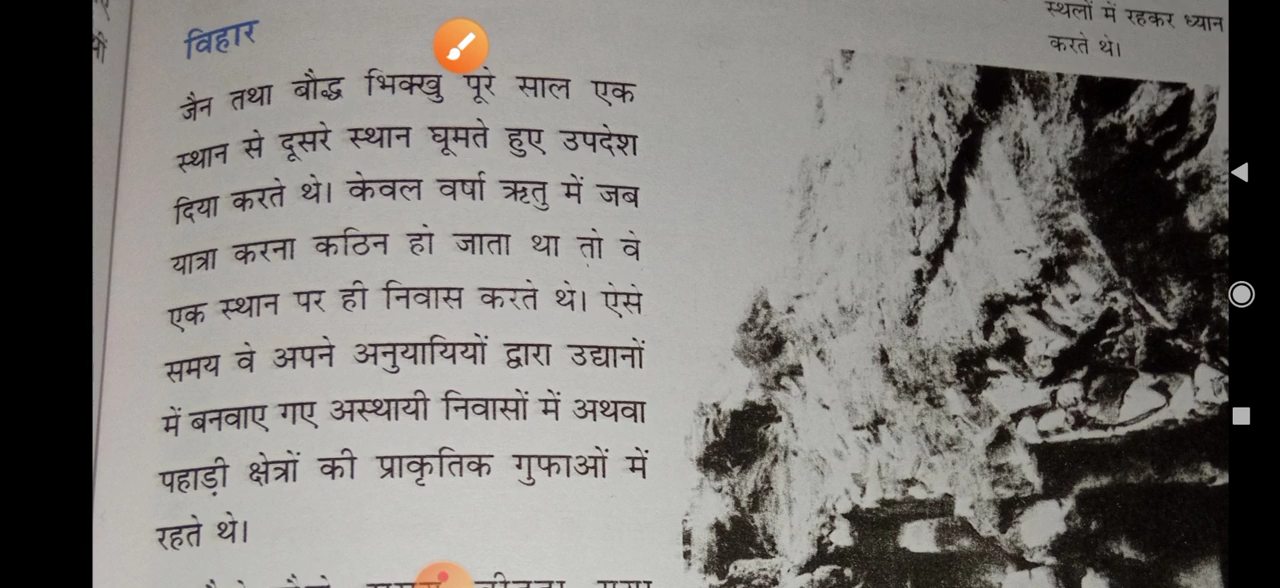 स्थलों में रहकर ध्यान
करते थे।
विहार
जैन तथा बौद्ध भिक्खु पूरे साल एक
स्थान से दूसरे स्थान घूमते हुए उपदेश
दिया करते थे। केवल वर्षा ऋतु में जब
यात्रा करना कठिन हो जाता था तो वे
एक स्थान पर ही निवास करते थे। ऐसे
समय वे अपने अनुयायियों द्वारा उद्यानों
में बनवाए गए अस्थायी निवासों में अथवा
पहाड़ी क्षेत्रों की प्राकृतिक गुफाओं में
रहते थे।